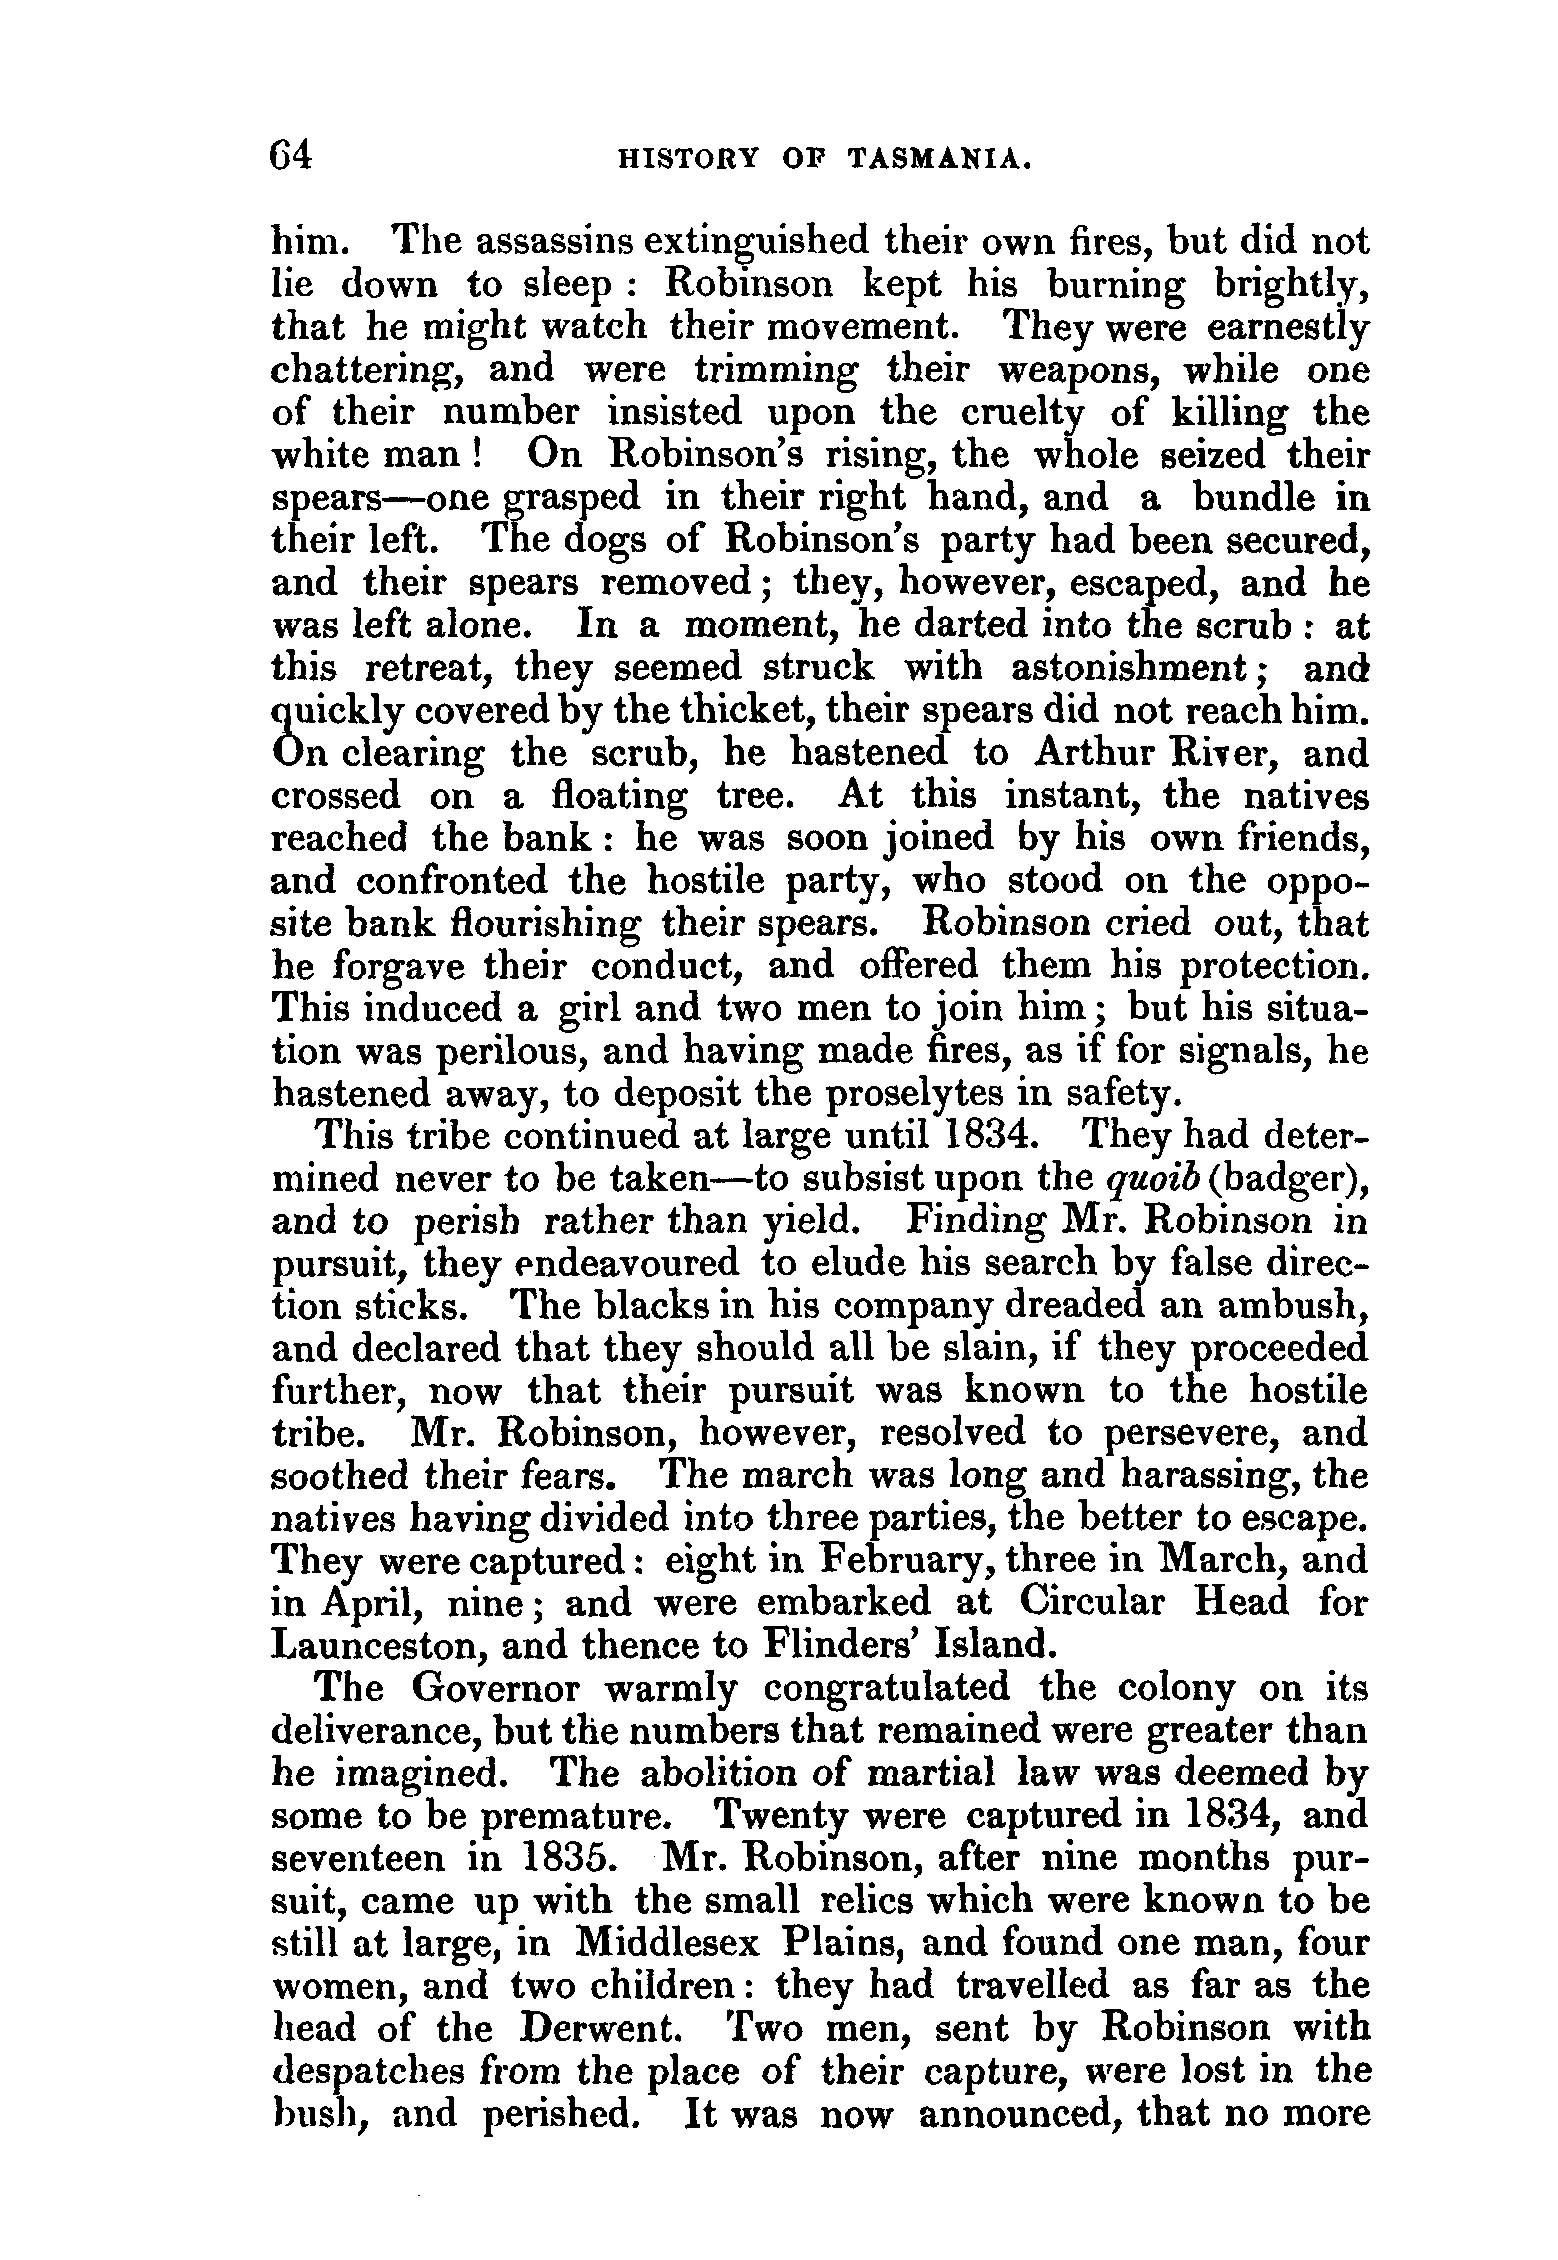 64 HISTORY OF TASMANIA.
him. The assassins extinguished their own fires, but did not
lie down to sleep : Robinson kept his burning brightly,
that he might watch their movement. They were earnestly
chattering, and were trimming their weapons, while one
of their number insisted upon the cruelty of killing the
white man ! On Robinson's rising, the whole seized their
spears—one grasped in their right hand, and a bundle in
their left. The dogs of Robinson's party had been secured,
and their spears removed ; they, however, escaped, and he
was left alone. In a moment, he darted into the scrub : at
this retreat, they seemed struck with astonishment ; and
quickly covered by the thicket, their spears did not reach him.
On clearing the scrub, he hastened to Arthur River, and
crossed on a floating tree. At this instant, the natives
reached the bank : he was soon joined by his own friends,
and confronted the hostile party, who stood on the oppo-
site bank flourishing their spears. Robinson cried out, that
he forgave their conduct, and offered them his protection.
This induced a girl and two men to join him ; but his situa-
tion was perilous, and having made fires, as if for signals, he
hastened away, to deposit the proselytes in safety.
This tribe continued at large until 1834. They had deter-
mined never to be taken—to subsist upon the quoib (badger),
and to perish rather than yield. Finding Mr. Robinson in
pursuit, they endeavoured to elude his search by false direc-
tion sticks. The blacks in his company dreaded an ambush,
and declared that they should all be slain, if they proceeded
further, now that their pursuit was known to the hostile
tribe. Mr. Robinson, however, resolved to persevere, and
soothed their fears. The march was long and harassing, the
natives having divided into three parties, the better to escape.
They were captured : eight in February, three in March, and
in April, nine ; and were embarked at Circular Head for
Launceston, and thence to Flinders' Island.
The Governor warmly congratulated the colony on its
deliverance, but the numbers that remained were greater than
he imagined. The abolition of martial law was deemed by
some to be premature. Twenty were captured in 1834, and
seventeen in 1835. Mr. Robinson, after nine months pur-
suit, came up with the small relics which were known to be
still at large, in Middlesex Plains, and found one man, four
women, and two children : they had travelled as far as the
head of the Derwent. Two men, sent by Robinson with
despatches from the place of their capture, were lost in the
bush, and perished. It was now announced, that no more